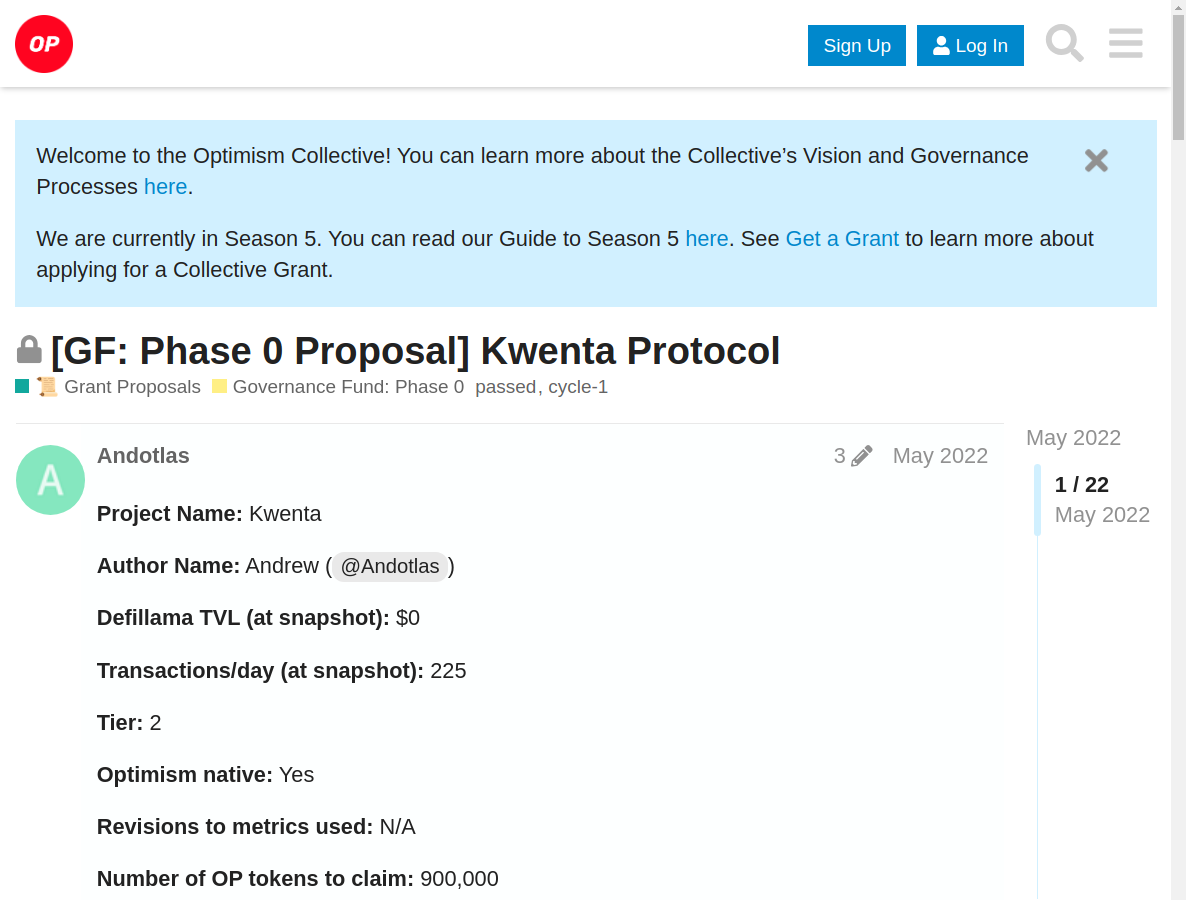 OP
Sign Up
Log In
Welcome to the Optimism Collective! You can learn more about the Collective’s Vision and Governance
Processes here.
We are currently in Season 5. You can read our Guide to Season 5 here. See Get a Grant to learn more about
applying for a Collective Grant.
[GF: Phase 0 Proposal] Kwenta Protocol
Grant Proposals Governance Fund: Phase 0 passed, cycle-1
A
Andotlas 3 May 2022
Project Name: Kwenta
Author Name: Andrew (@Andotlas)
Defillama TVL (at snapshot): $0
Transactions/day (at snapshot): 225
Tier: 2
Optimism native: Yes
Revisions to metrics used: N/A
Number of OP tokens to claim: 900,000
May 2022
1 / 22
May 2022